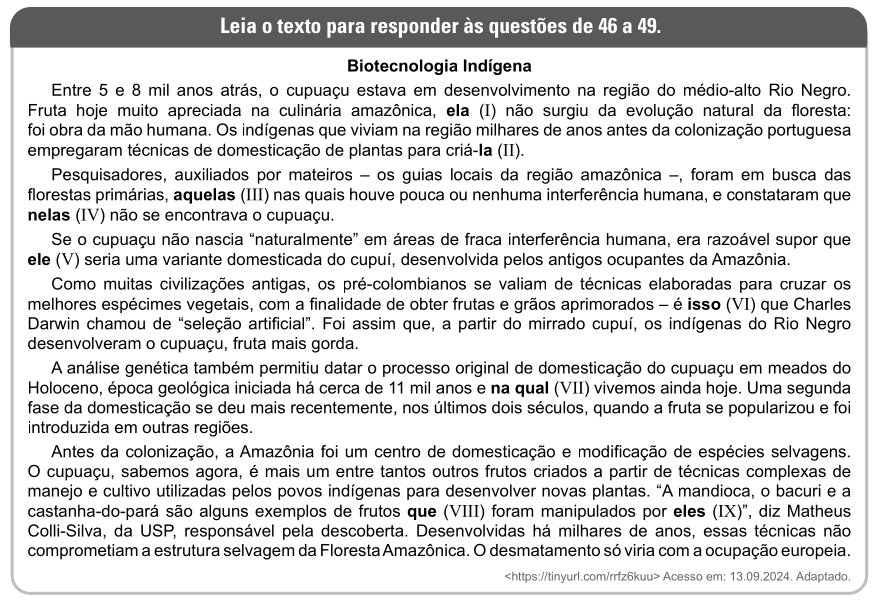 Leia o texto para responder às questões de 46 a 49.
Biotecnologia Indígena
Entre 5 e 8 mil anos atrás, o cupuaçu estava em desenvolvimento na região do médio-alto Rio Negro.
Fruta hoje muito apreciada na culinária amazônica, ela (I) não surgiu da evolução natural da floresta:
foi obra da mão humana. Os indígenas que viviam na região milhares de anos antes da colonização portuguesa
empregaram técnicas de domesticação de plantas para criá-la (II).
Pesquisadores, auxiliados por mateiros – os guias locais da região amazônica –, foram em busca das
florestas primárias, aquelas (III) nas quais houve pouca ou nenhuma interferência humana, e constataram que
nelas (IV) não se encontrava o cupuaçu.
Se o cupuaçu não nascia “naturalmente” em áreas de fraca interferência humana, era razoável supor que
ele (V) seria uma variante domesticada do cupuí, desenvolvida pelos antigos ocupantes da Amazônia.
Como muitas civilizações antigas, os pré-colombianos se valiam de técnicas elaboradas para cruzar os
melhores espécimes vegetais, com a finalidade de obter frutas e grãos aprimorados – é isso (VI) que Charles
Darwin chamou de “seleção artificial”. Foi assim que, a partir do mirrado cupuí, os indígenas do Rio Negro
desenvolveram o cupuaçu, fruta mais gorda.
A análise genética também permitiu datar o processo original de domesticação do cupuaçu em meados do
Holoceno, época geológica iniciada há cerca de 11 mil anos e na qual (VII) vivemos ainda hoje. Uma segunda
fase da domesticação se deu mais recentemente, nos últimos dois séculos, quando a fruta se popularizou e foi
introduzida em outras regiões.
Antes da colonização, a Amazônia foi um centro de domesticação e modificação de espécies selvagens.
O cupuaçu, sabemos agora, é mais um entre tantos outros frutos criados a partir de técnicas complexas de
manejo e cultivo utilizadas pelos povos indígenas para desenvolver novas plantas. “A mandioca, o bacuri e a
castanha-do-pará são alguns exemplos de frutos que (VIII) foram manipulados por eles (IX)”, diz Matheus
Colli-Silva, da USP, responsável pela descoberta. Desenvolvidas há milhares de anos, essas técnicas não
comprometiam a estrutura selvagem da Floresta Amazônica. O desmatamento só viria com a ocupação europeia.
<https://tinyurl.com/rrfz6kuu> Acesso em: 13.09.2024. Adaptado.